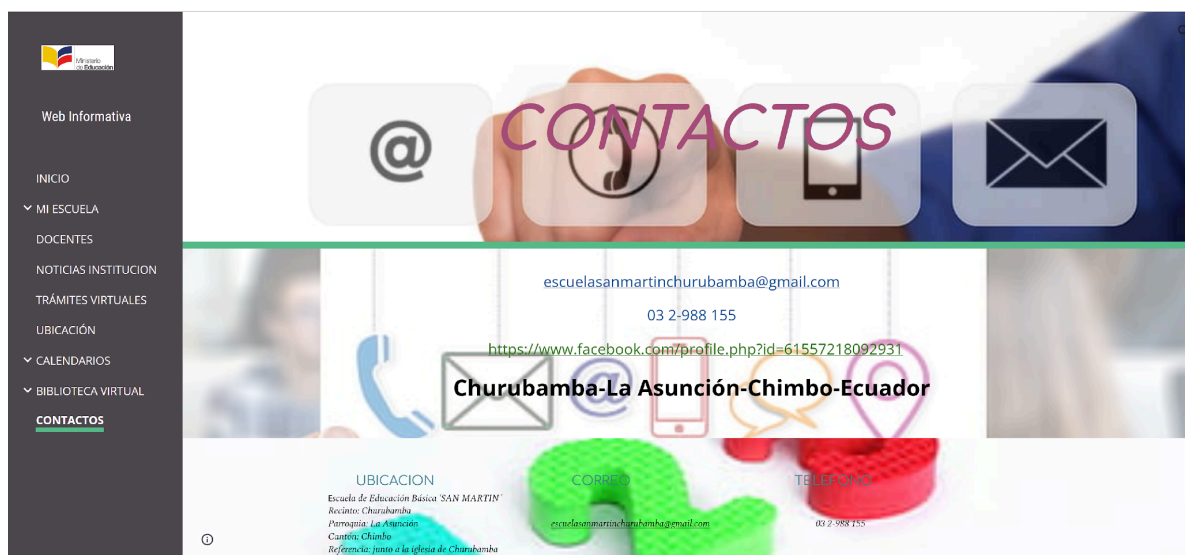 Ministerio
de Educación
Web Informativa
INICIO
MI ESCUELA
DOCENTES
NOTICIAS INSTITUCION
TRÁMITES VIRTUALES
UBICACIÓN
CALENDARIOS
BIBLIOTECA VIRTUAL
CONTACTOS
CONTACTOS
@
escuelasanmartinchurubamba@gmail.com
03 2-988 155
https://www.facebook.com/profile.php?id=61557218092931
@
Churubamba-La Asunción-Chimbo-Ecuador
UBICACION
Escuela de Educación Básica "SAN MARTIN"
Recinto: Churubamba
Parroquia: La Asunción
Cantón: Chimbo
Referencia: junto a la iglesia de Churubamba
CORREO
escuelasanmartinchurubamba@gmail.com
TELEFONO
03 2-988 155